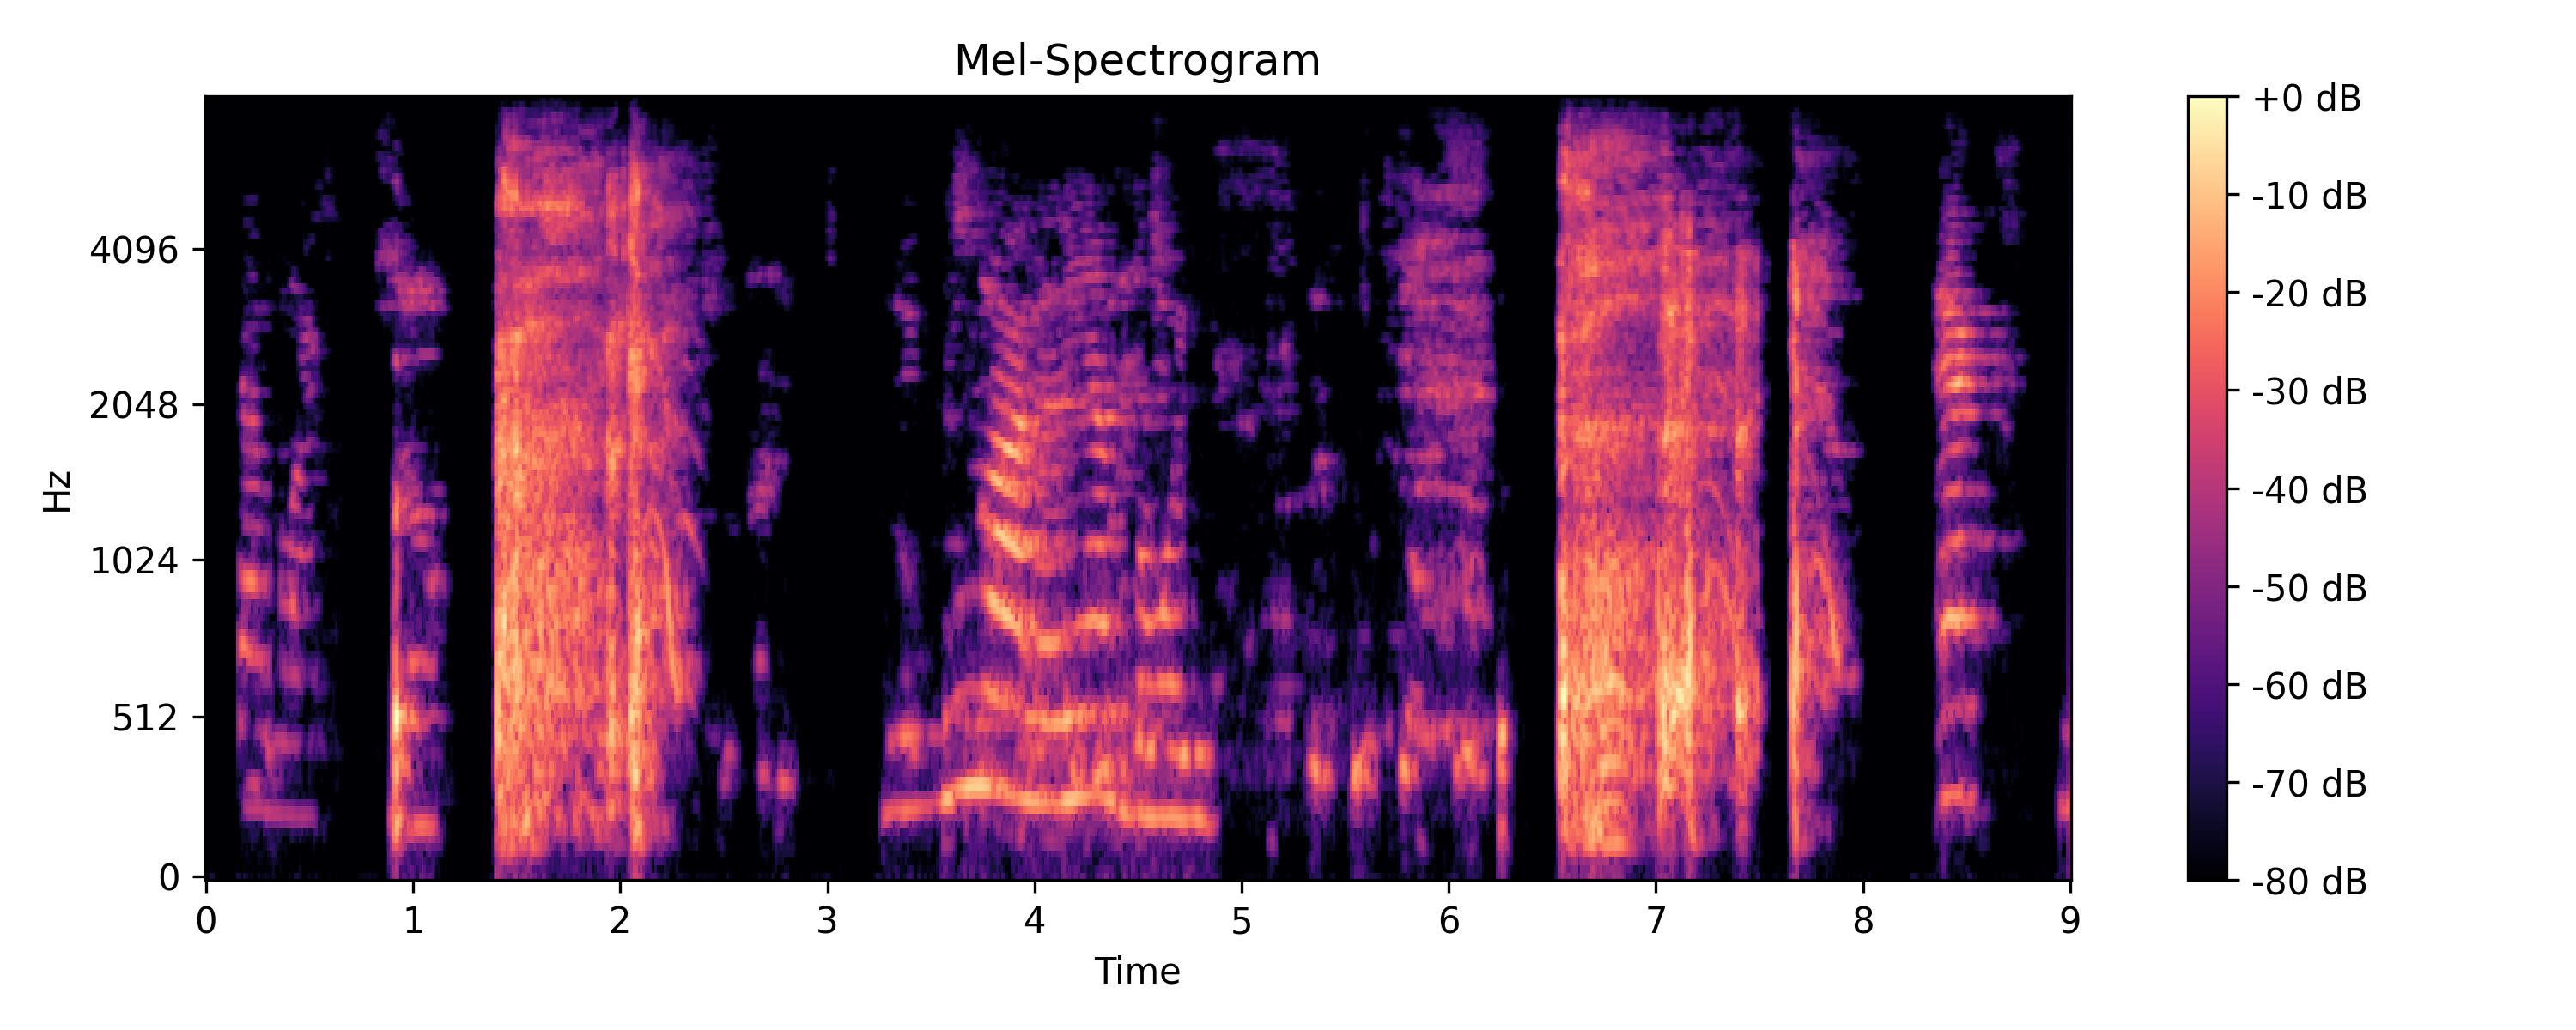 Mel-Spectrogram
+0 dB
-10 dB
-20 dB
-30 dB
-40 dB
-50 dB
-60 dB
-70 dB
-80 dB
4096
2048
1024
512
0
Hz
0 1 2 3 4 5 6 7 8 9
Time